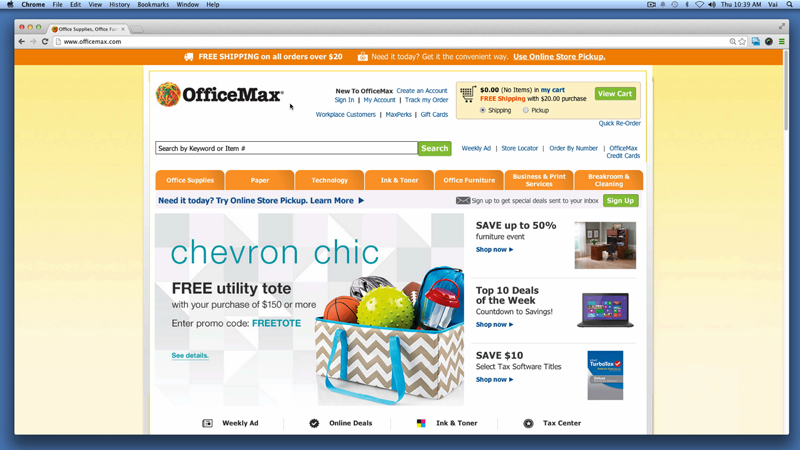 Chrome File Edit View History Bookmarks Window Help
Thu 10:39 AM Vai
Office Supplies, Office Furn
www.officemax.com
FREE SHIPPING on all orders over $20 Need it today? Get it the convenient way. Use Online Store Pickup.
OfficeMax®
New To OfficeMax Create an Account
Sign In | My Account | Track my Order
Workplace Customers | MaxPerks | Gift Cards
$0.00 (No Items) in my cart
FREE Shipping with $20.00 purchase
Shipping Pickup
View Cart
Quick Re-Order
Search by Keyword or Item #
Search
Weekly Ad | Store Locator | Order By Number | OfficeMax
Credit Cards
Office Supplies
Paper
Technology
Ink & Toner
Office Furniture
Business & Print
Services
Breakroom &
Cleaning
Need it today? Try Online Store Pickup. Learn More
Sign up to get special deals sent to your inbox
Sign Up
chevron chic
FREE utility tote
with your purchase of $150 or more
Enter promo code: FREETOTE
See details.
SAVE up to 50%
furniture event
Shop now
Top 10 Deals
of the Week
Countdown to Savings!
Shop now
SAVE $10
Select Tax Software Titles
Shop now
TurboTax
Weekly Ad
Online Deals
Ink & Toner
Tax Center